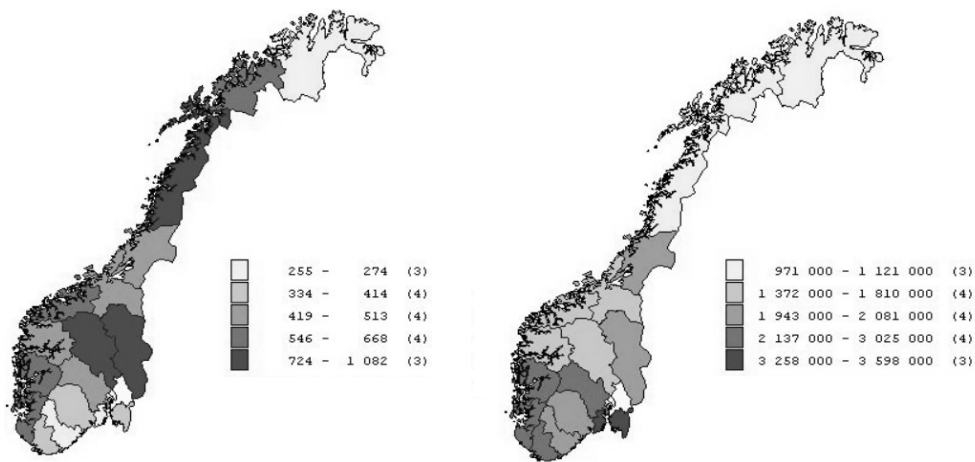 255 - 274 (3)
334 - 414 (4)
419 - 513 (4)
546 - 668 (4)
724 - 1 082 (3)
971 000 - 1 121 000 (3)
1 372 000 - 1 810 000 (4)
1 943 000 - 2 081 000 (4)
2 137 000 - 3 025 000 (4)
3 258 000 - 3 598 000 (3)